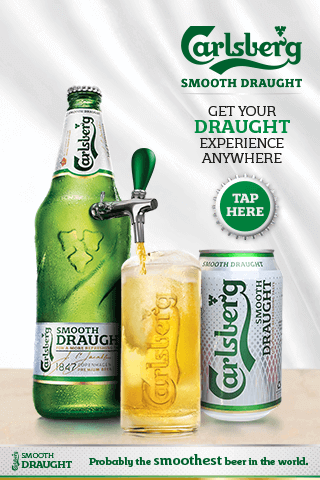 Carlsberg
SMOOTH DRAUGHT
GET YOUR
DRAUGHT
EXPERIENCE
ANYWHERE
TAP
HERE
Carlsberg
Carlsberg
SMOOTH
DRAUGHT
1847
COPENHAGEN
Carlsberg
SMOOTH DRAUGHT
Carlsberg
SMOOTH
DRAUGHT
SMOOTH
DRAUGHT
Probably the smoothest beer in the world.